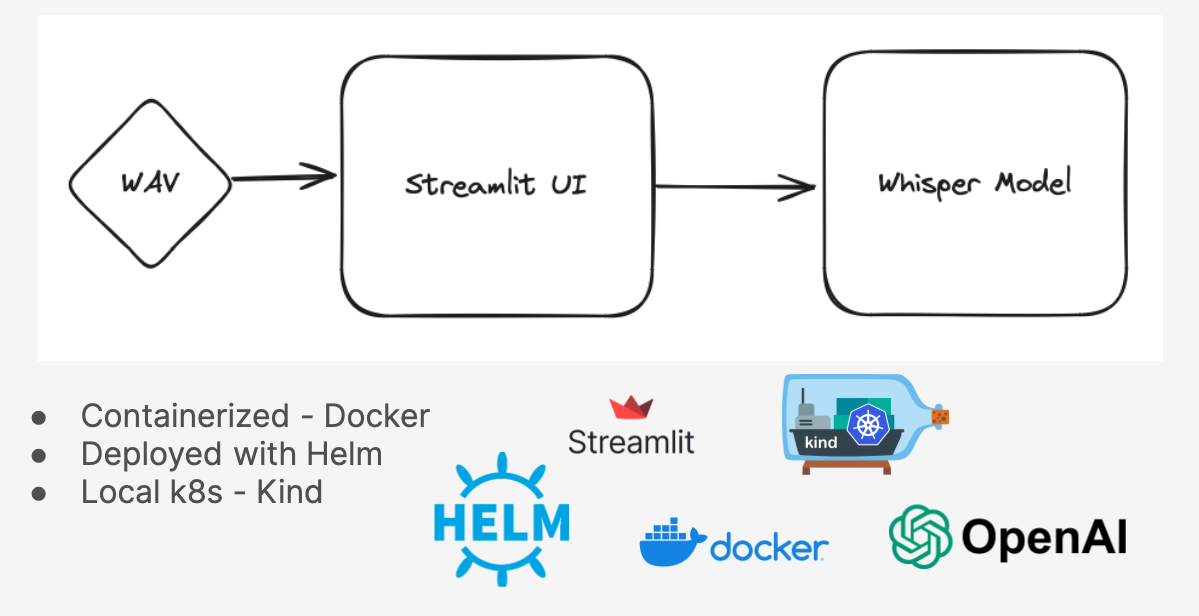 WAV
Streamlit UI
Whisper Model
● Containerized - Docker
● Deployed with Helm
● Local k8s - Kind
Streamlit
kind
HELM
docker
OpenAI